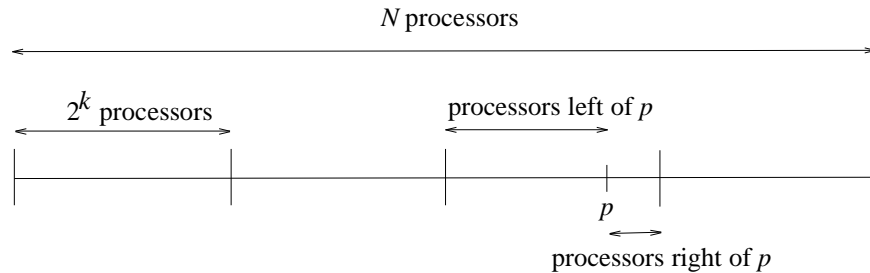 N processors
2^k processors
processors left of p
p
processors right of p